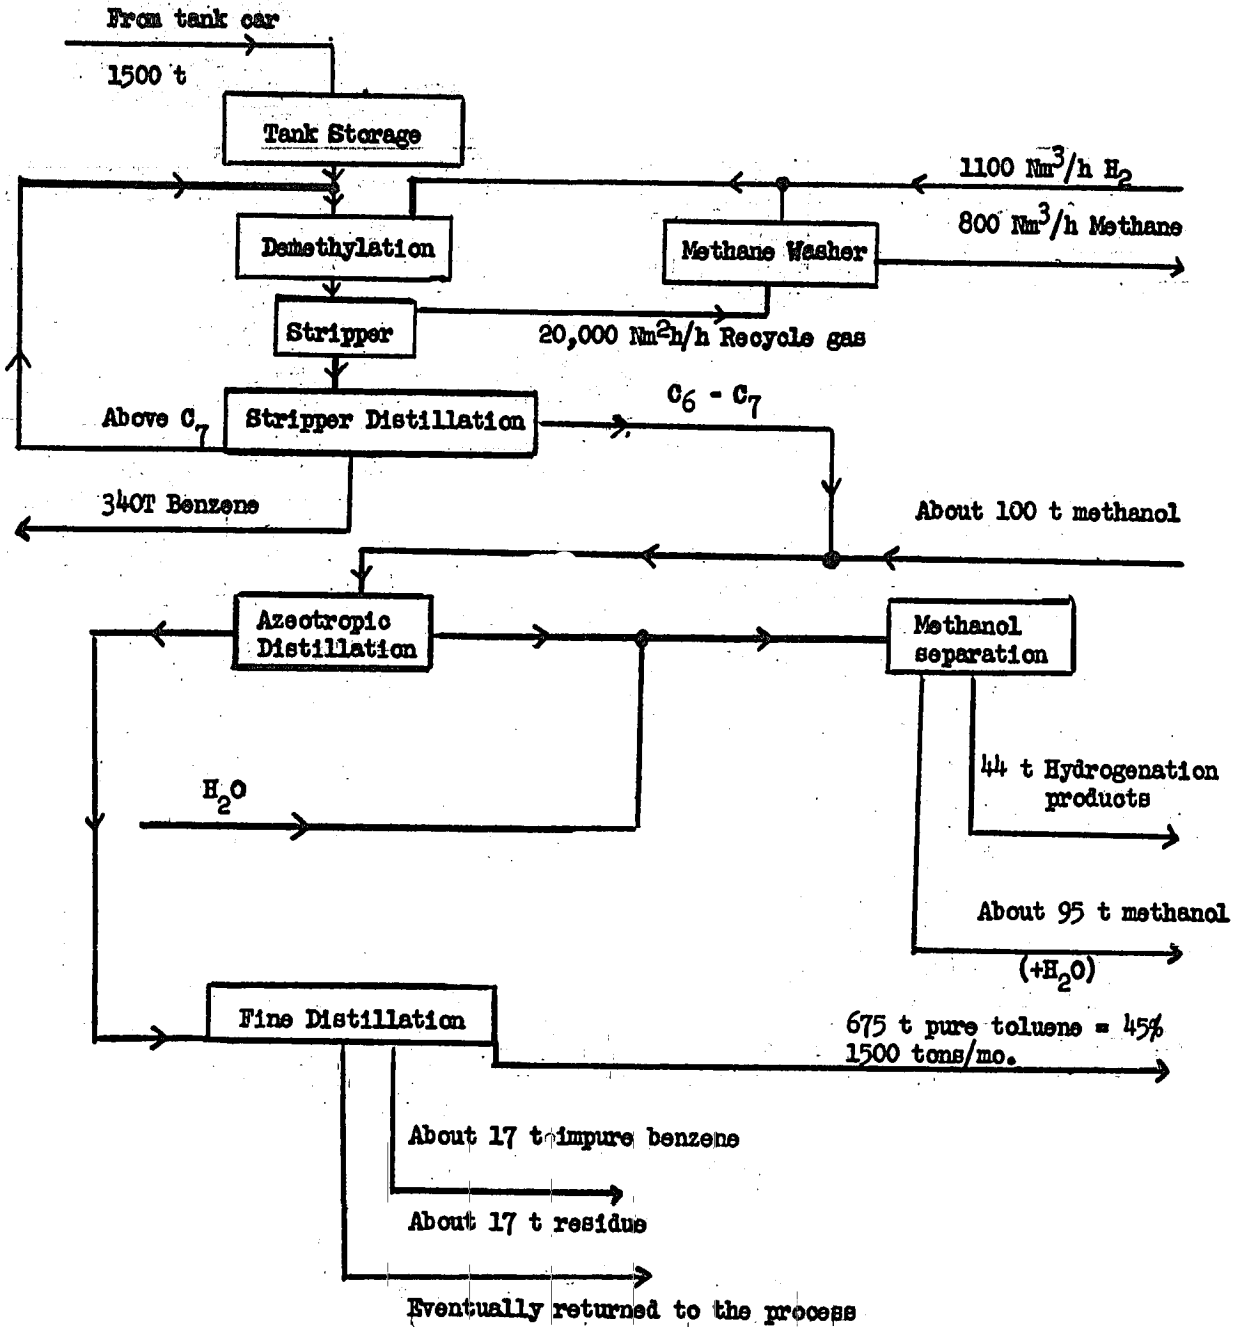 From tank car
1500 t
Tank Storage
1100 Nm³/h H₂
800 Nm³/h Methane
Demethylation
Methane Washer
Stripper
20,000 Nm²h/h Recycle gas
C₆ - C₇
Above C₇
Stripper Distillation
340T Benzene
About 100 t methanol
Azeotropic
Distillation
Methanol
separation
44 t Hydrogenation
products
H₂O
About 95 t methanol
(+H₂O)
Fine Distillation
675 t pure toluene = 45%
1500 tons/mo.
About 17 t impure benzene
About 17 t residue
Eventually returned to the process